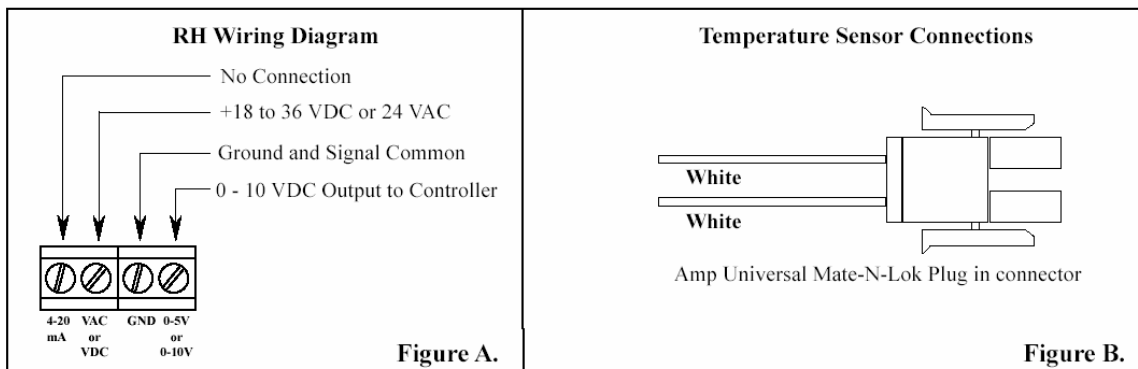 RH Wiring Diagram
No Connection
+18 to 36 VDC or 24 VAC
Ground and Signal Common
0 - 10 VDC Output to Controller
4-20 mA
VAC or VDC
GND
0-5V or 0-10V
Figure A.
Temperature Sensor Connections
White
White
Amp Universal Mate-N-Lok Plug in connector
Figure B.